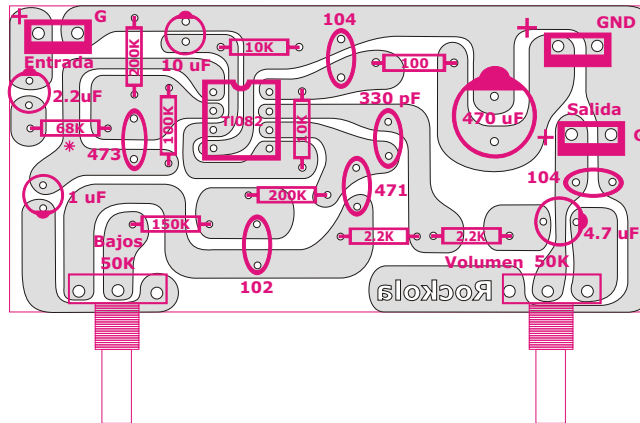 + G
104
GND
Entrada
200K
10 uF
10K
100
+
2.2uF
330 pF
470 uF
Salida
68K
*
473
100K
Tl082
10K
+ G
104
1 uF
200K
471
150K
Bajos
50K
102
2.2K
2.2K
4.7 uF
Volumen 50K
Rockola